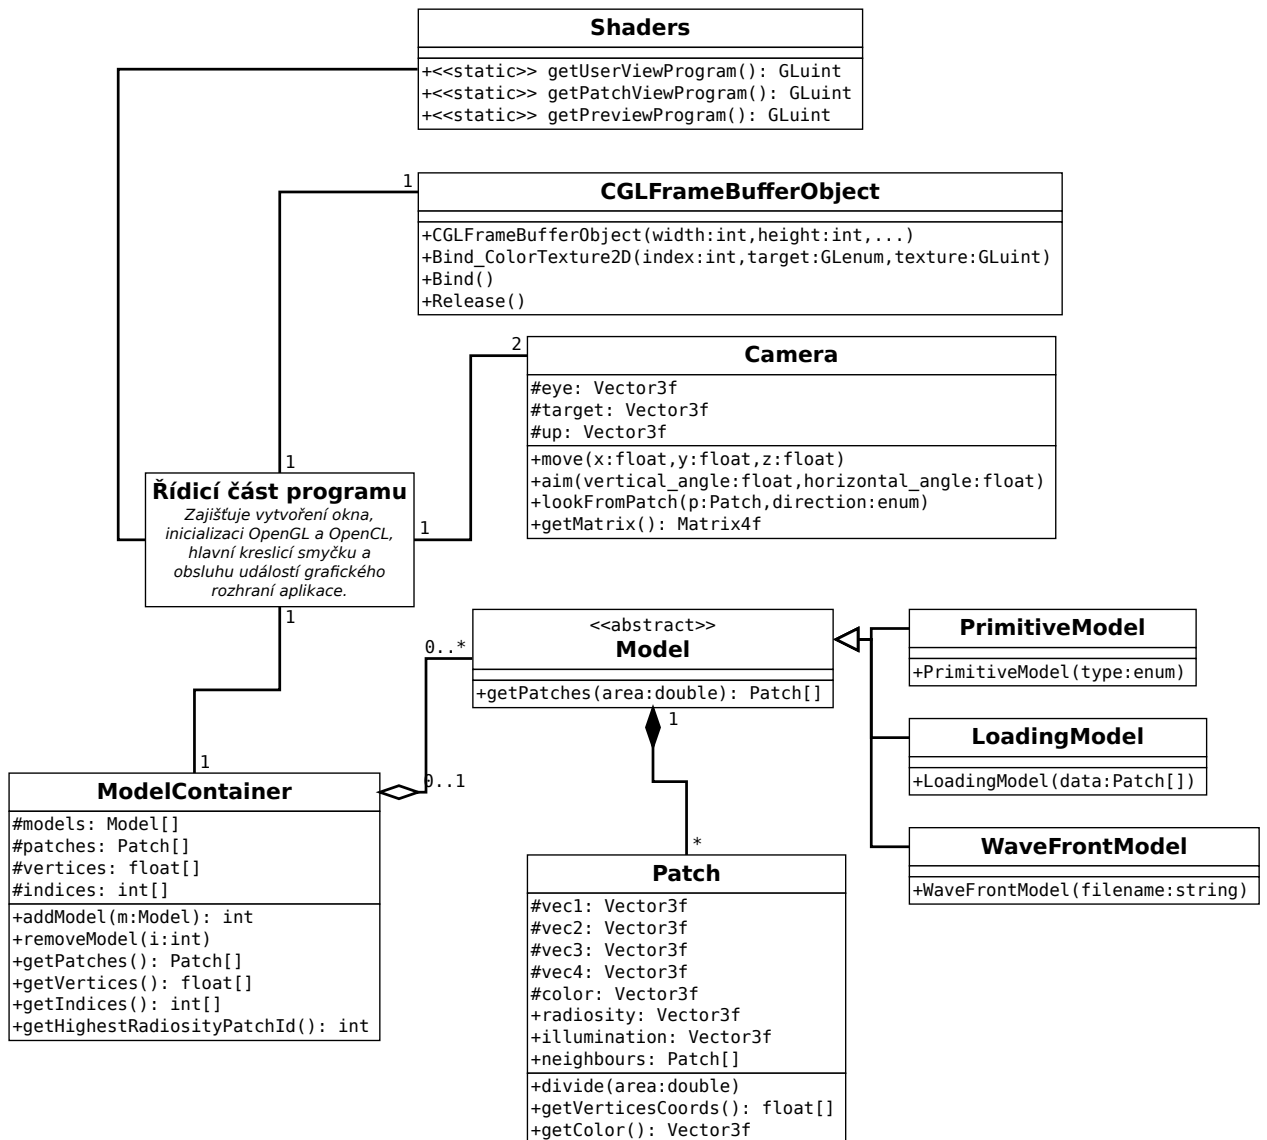 Shaders
+<<static>> getUserViewProgram(): GLuint
+<<static>> getPatchViewProgram(): GLuint
+<<static>> getPreviewProgram(): GLuint
1
CGLFrameBufferObject
+CGLFrameBufferObject(width:int,height:int,...)
+Bind_ColorTexture2D(index:int,target:GLenum,texture:GLuint)
+Bind()
+Release()
2
Camera
#eye: Vector3f
#target: Vector3f
#up: Vector3f
+move(x:float,y:float,z:float)
+aim(vertical_angle:float,horizontal_angle:float)
+lookFromPatch(p:Patch,direction:enum)
+getMatrix(): Matrix4f
1
Řídicí část programu
Zajišťuje vytvoření okna,
inicializaci OpenGL a OpenCL,
hlavní kreslicí smyčku a
obsluhu událostí grafického
rozhraní aplikace.
1
1
0..*
<<abstract>>
Model
+getPatches(area:double): Patch[]
1
PrimitiveModel
+PrimitiveModel(type:enum)
LoadingModel
+LoadingModel(data:Patch[])
WaveFrontModel
+WaveFrontModel(filename:string)
1
0..1
ModelContainer
#models: Model[]
#patches: Patch[]
#vertices: float[]
#indices: int[]
+addModel(m:Model): int
+removeModel(i:int)
+getPatches(): Patch[]
+getVertices(): float[]
+getIndices(): int[]
+getHighestRadiosityPatchId(): int
*
Patch
#vec1: Vector3f
#vec2: Vector3f
#vec3: Vector3f
#vec4: Vector3f
#color: Vector3f
+radiosity: Vector3f
+illumination: Vector3f
+neighbours: Patch[]
+divide(area:double)
+getVerticesCoords(): float[]
+getColor(): Vector3f